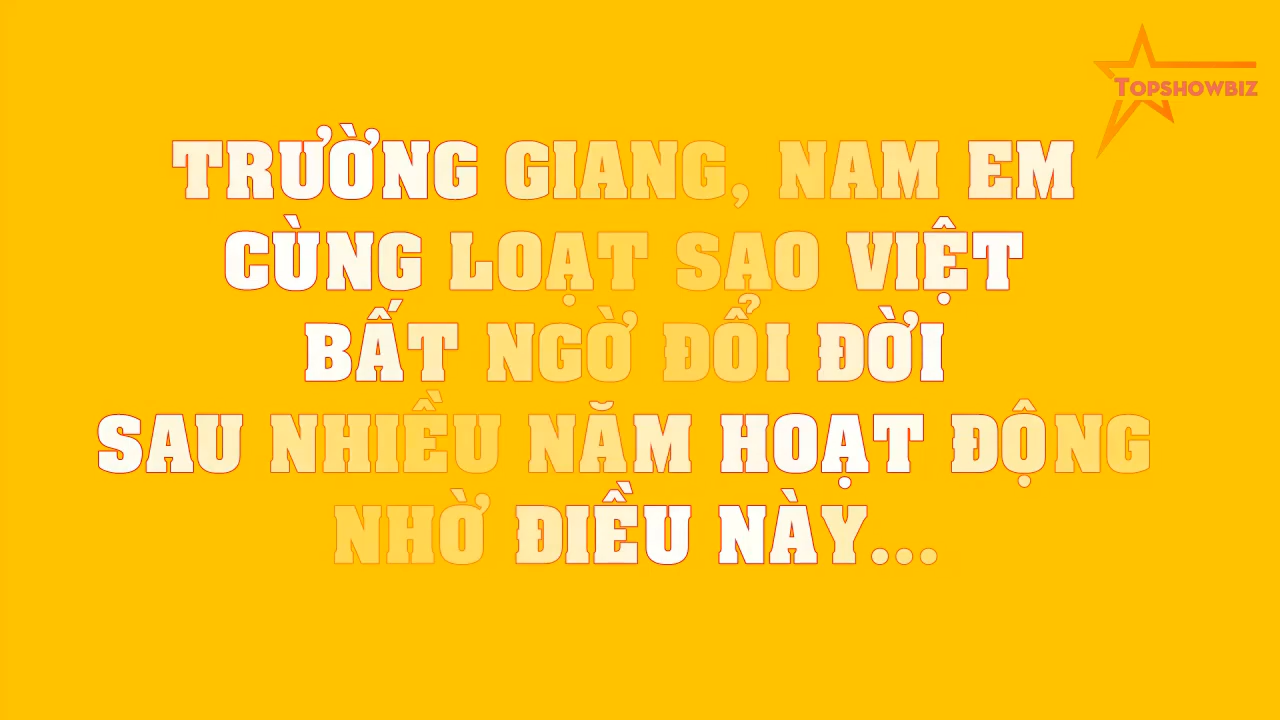 TOPSHOWBIZ
TRƯỜNG GIANG, NAM EM
CÙNG LOẠT SAO VIỆT
BẤT NGỜ ĐỔI ĐỜI
SAU NHIỀU NĂM HOẠT ĐỘNG
NHỜ ĐIỀU NÀY...